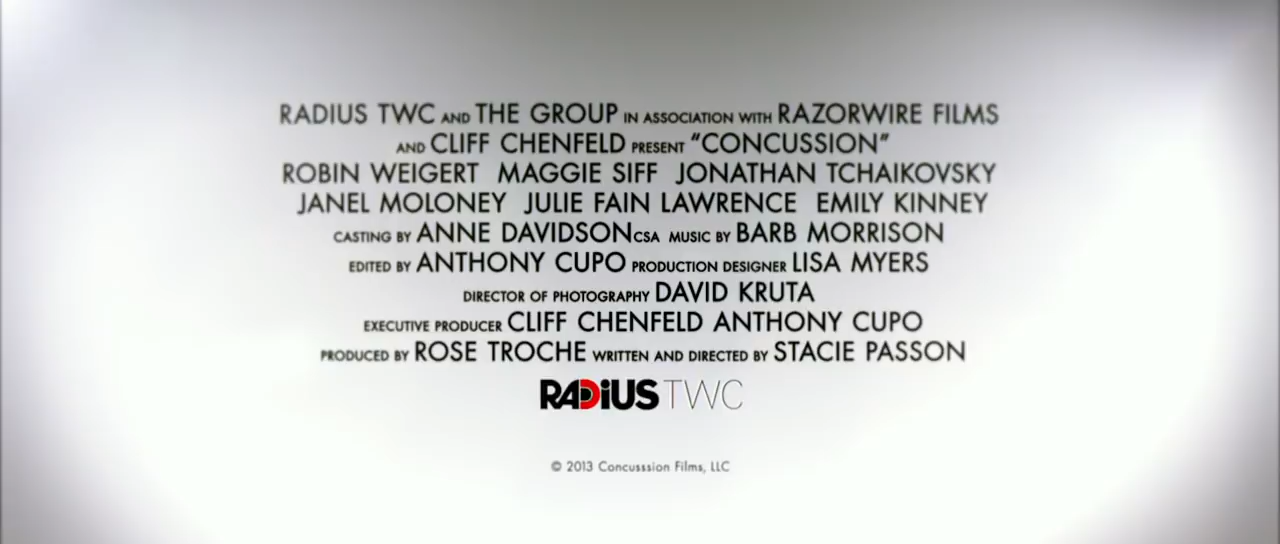 RADIUS TWC AND THE GROUP IN ASSOCIATION WITH RAZORWIRE FILMS
AND CLIFF CHENFELD PRESENT “CONCUSSION”
ROBIN WEIGERT MAGGIE SIFF JONATHAN TCHAIKOVSKY
JANEL MOLONEY JULIE FAIN LAWRENCE EMILY KINNEY
CASTING BY ANNE DAVIDSON CSA MUSIC BY BARB MORRISON
EDITED BY ANTHONY CUPO PRODUCTION DESIGNER LISA MYERS
DIRECTOR OF PHOTOGRAPHY DAVID KRUTA
EXECUTIVE PRODUCER CLIFF CHENFELD ANTHONY CUPO
PRODUCED BY ROSE TROCHE WRITTEN AND DIRECTED BY STACIE PASSON
RADiUS TWC
© 2013 Concusssion Films, LLC